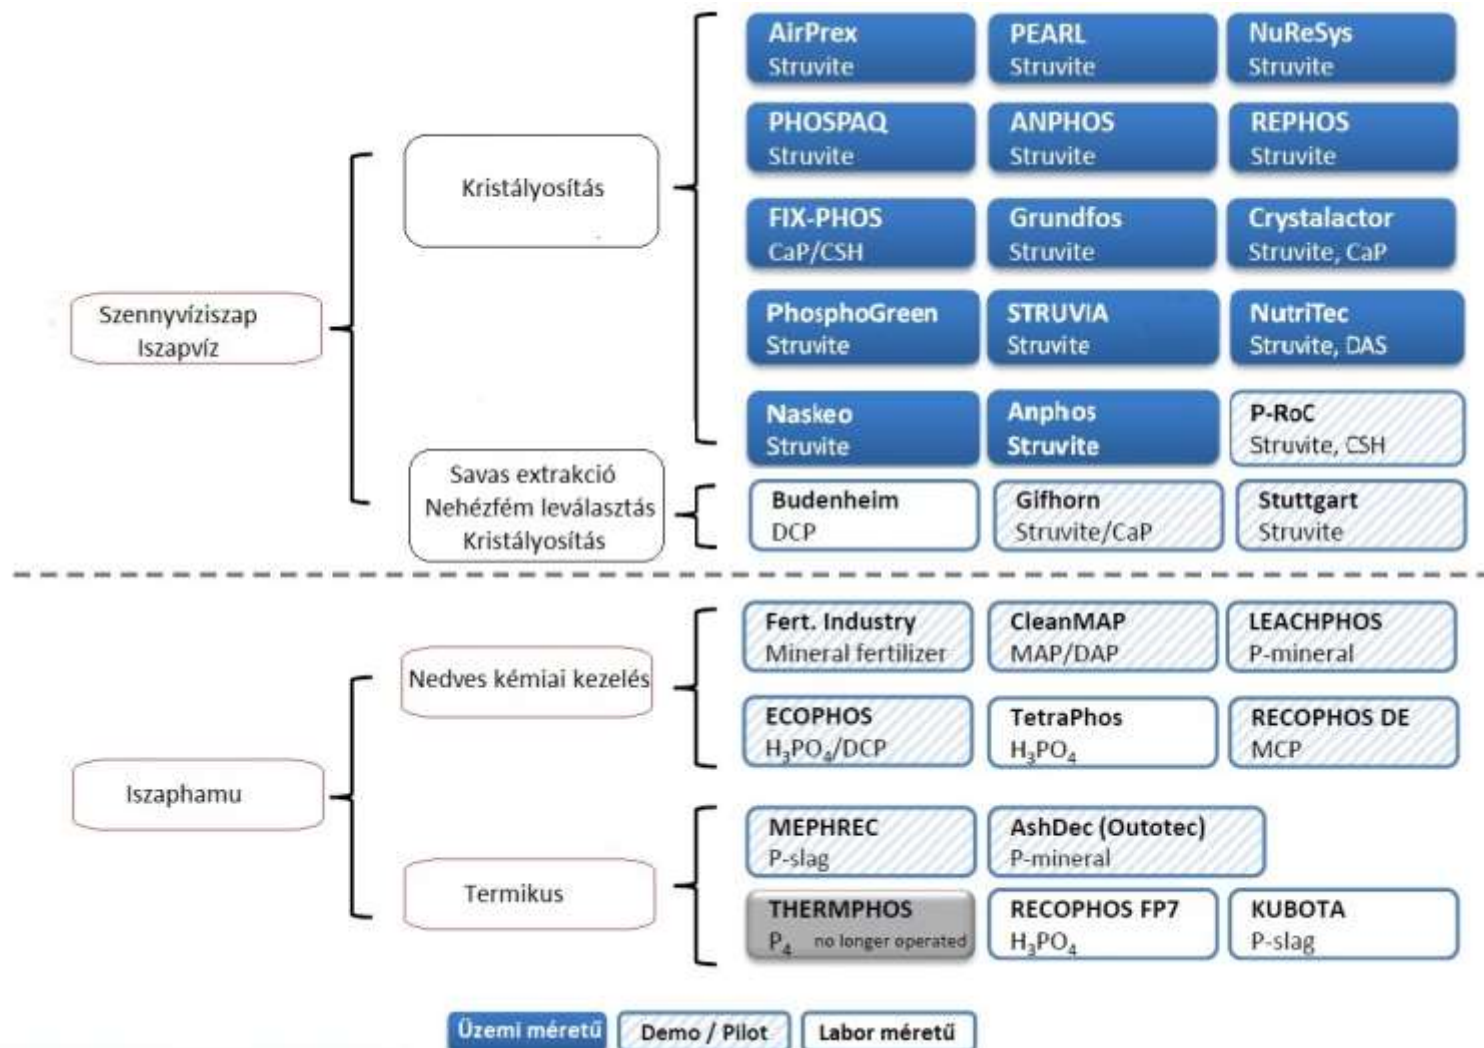 AirPrex
Struvite
PEARL
Struvite
NuReSys
Struvite
PHOSPAQ
Struvite
ANPHOS
Struvite
REPHOS
Struvite
Kristályosítás
FIX-PHOS
CaP/CSH
Grundfos
Struvite
Crystalactor
Struvite, CaP
Szennyvíziszap
Iszapvíz
PhosphoGreen
Struvite
STRUVIA
Struvite
NutriTec
Struvite, DAS
Naskeo
Struvite
Anphos
Struvite
P-RoC
Struvite, CSH
Savas extrakció
Nehézfém leválasztás
Kristályosítás
Budenheim
DCP
Gifhorn
Struvite/CaP
Stuttgart
Struvite
Fert. Industry
Mineral fertilizer
CleanMAP
MAP/DAP
LEACHPHOS
P-mineral
Nedves kémiai kezelés
ECOPHOS
H₃PO₄/DCP
TetraPhos
H₃PO₄
RECOPHOS DE
MCP
Iszaphamu
MEPHREC
P-slag
AshDec (Outotec)
P-mineral
Termikus
THERMPHOS
P₄ no longer operated
RECOPHOS FP7
H₃PO₄
KUBOTA
P-slag
Üzemi méretű
Demo / Pilot
Labor méretű